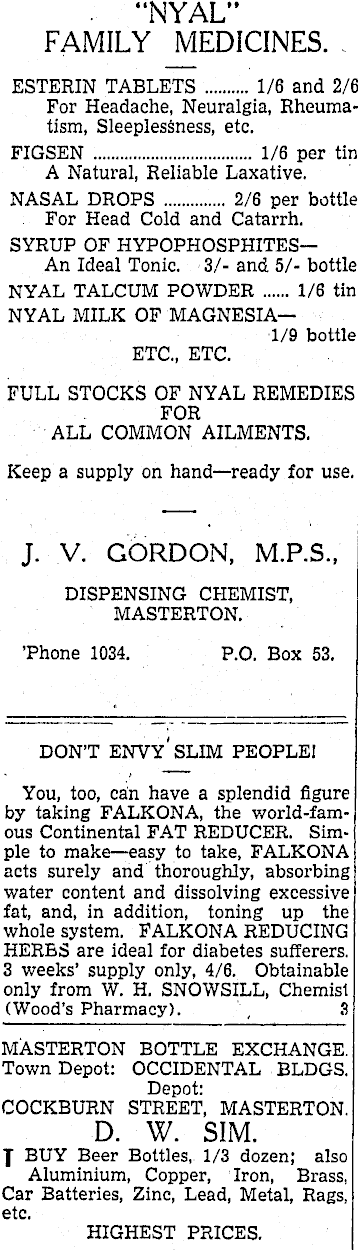 "NYAL"
FAMILY MEDICINES.
ESTERIN TABLETS .......... 1/6 and 2/6
For Headache, Neuralgia, Rheuma-
tism, Sleeplessness, etc.
FIGSEN .................................... 1/6 per tin
A Natural, Reliable Laxative.
NASAL DROPS .............. 2/6 per bottle
For Head Cold and Catarrh.
SYRUP OF HYPOPHOSPHITES—
An Ideal Tonic. 3/- and 5/- bottle
NYAL TALCUM POWDER ...... 1/6 tin
NYAL MILK OF MAGNESIA—
1/9 bottle
ETC., ETC.
FULL STOCKS OF NYAL REMEDIES
FOR
ALL COMMON AILMENTS.
Keep a supply on hand—ready for use.
J. V. GORDON, M.P.S.,
DISPENSING CHEMIST,
MASTERTON.
'Phone 1034. P.O. Box 53.
DON'T ENVY SLIM PEOPLE!
You, too, can have a splendid figure
by taking FALKONA, the world-fam-
ous Continental FAT REDUCER. Sim-
ple to make—easy to take, FALKONA
acts surely and thoroughly, absorbing
water content and dissolving excessive
fat, and, in addition, toning up the
whole system. FALKONA REDUCING
HERBS are ideal for diabetes sufferers.
3 weeks' supply only, 4/6. Obtainable
only from W. H. SNOWSILL, Chemist
(Wood's Pharmacy). 3
MASTERTON BOTTLE EXCHANGE.
Town Depot: OCCIDENTAL BLDGS.
Depot:
COCKBURN STREET, MASTERTON.
D. W. SIM.
I BUY Beer Bottles, 1/3 dozen; also
Aluminium, Copper, Iron, Brass,
Car Batteries, Zinc, Lead, Metal, Rags,
etc.
HIGHEST PRICES.